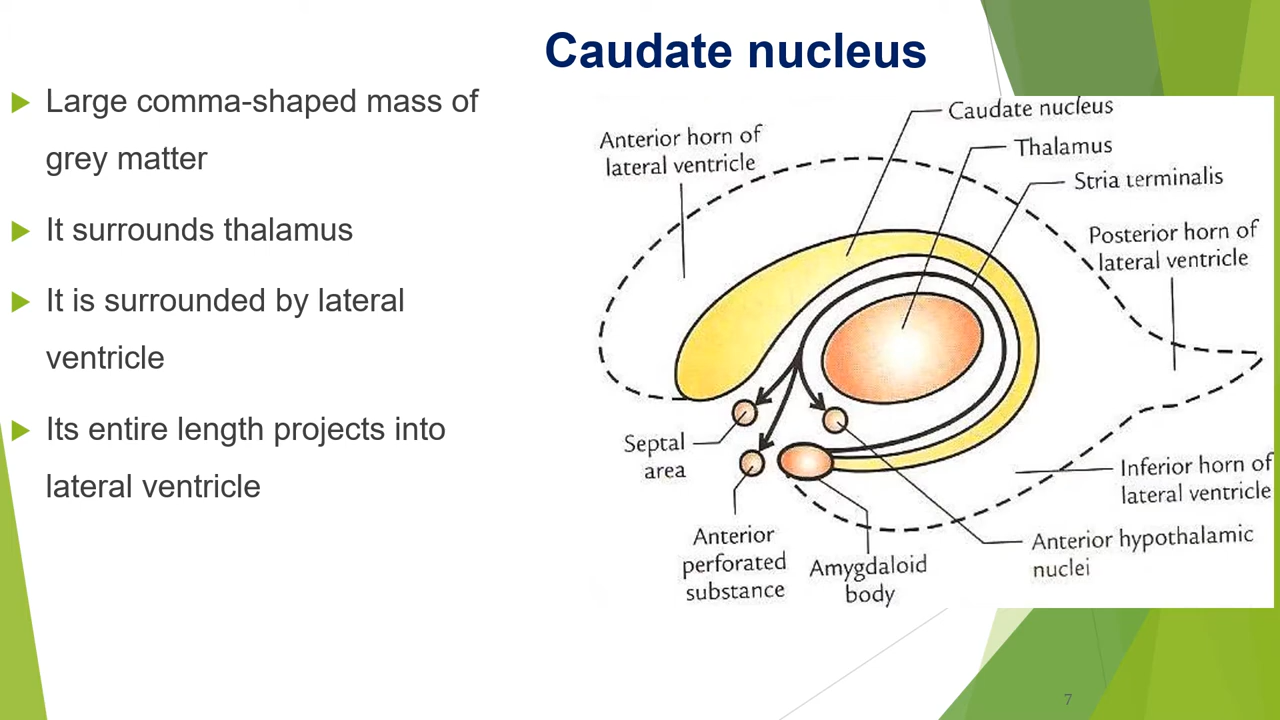 Caudate nucleus
Large comma-shaped mass of
grey matter
It surrounds thalamus
It is surrounded by lateral
ventricle
Its entire length projects into
lateral ventricle
Caudate nucleus
Anterior horn of
lateral ventricle
Thalamus
Stria terminalis
Posterior horn of
lateral ventricle
Septal
area
Inferior horn of
lateral ventricle
Anterior
perforated
substance
Amygdaloid
body
Anterior hypothalamic
nuclei
7